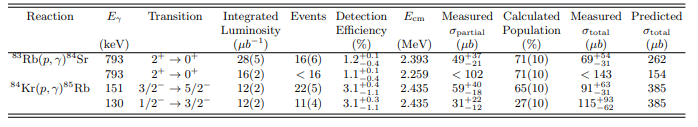 Reaction Eγ Transition Integrated Events Detection Ecm Measured Calculated Measured Predicted
Luminosity Efficiency σpartial Population σtotal σtotal
(keV) (μb⁻¹) (%) (MeV) (μb) (%) (μb) (μb)
⁸³Rb(p, γ)⁸⁴Sr 793 2⁺ → 0⁺ 28(5) 16(6) 1.2+0.1−0.4 2.393 49+37−21 71(10) 69+54−31 262
793 2⁺ → 0⁺ 16(2) < 16 1.1+0.1−0.4 2.259 < 102 71(10) < 143 154
⁸⁴Kr(p, γ)⁸⁵Rb 151 3/2⁻ → 5/2⁻ 12(2) 22(5) 3.1+0.4−1.1 2.435 59+40−18 65(10) 91+63−31 385
130 1/2⁻ → 3/2⁻ 12(2) 11(4) 3.1+0.3−1.1 2.435 31+22−12 27(10) 115+93−62 385